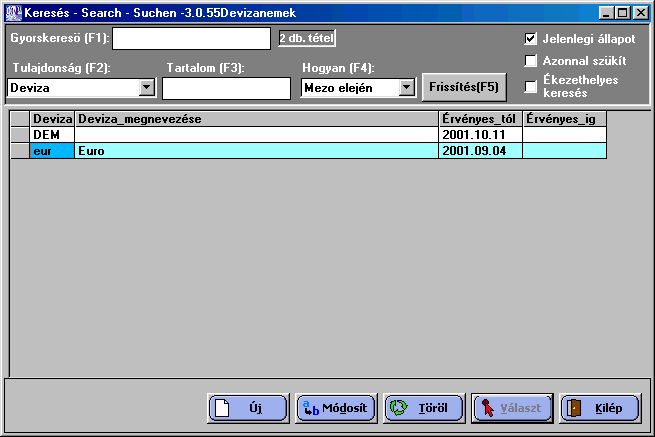 Keresés - Search - Suchen -3.0.55Devizanemek
Gyorskereső (F1):
2 db. tétel
Jelenlegi állapot
Azonnal szükít
Ékezethelyes
keresés
Tulajdonság (F2):
Tartalom (F3):
Hogyan (F4):
Deviza
Mezo elején
Frissítés(F5)
Deviza Deviza_megnevezése Érvényes_tól Érvényes_ig
DEM 2001.10.11
eur Euro 2001.09.04
Új
Módosít
Töröl
Választ
Kilép